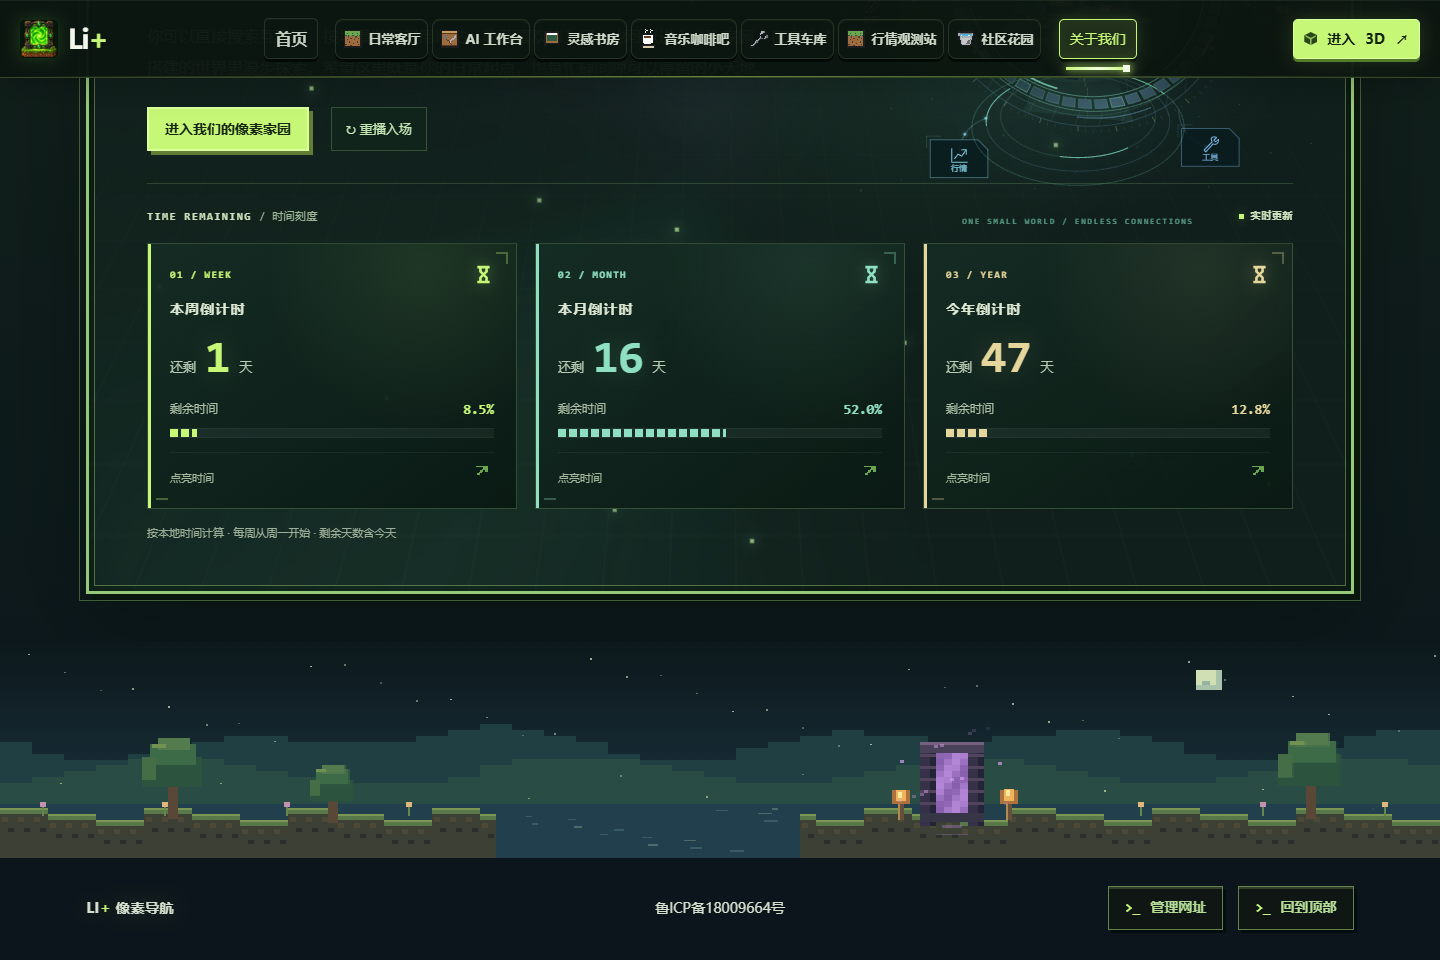 Li+
首页
日常客厅
AI 工作台
灵感书房
音乐咖啡吧
工具车库
行情观测站
社区花园
关于我们
进入 3D ↗
进入我们的像素家园
↻ 重播入场
行情
工具
TIME REMAINING / 时间刻度
ONE SMALL WORLD / ENDLESS CONNECTIONS
实时更新
01 / WEEK
本周倒计时
还剩 1 天
剩余时间 8.5%
点亮时间
02 / MONTH
本月倒计时
还剩 16 天
剩余时间 52.0%
点亮时间
03 / YEAR
今年倒计时
还剩 47 天
剩余时间 12.8%
点亮时间
按本地时间计算 · 每周从周一开始 · 剩余天数含今天
LI+ 像素导航
鲁ICP备18009664号
>_ 管理网址
>_ 回到顶部